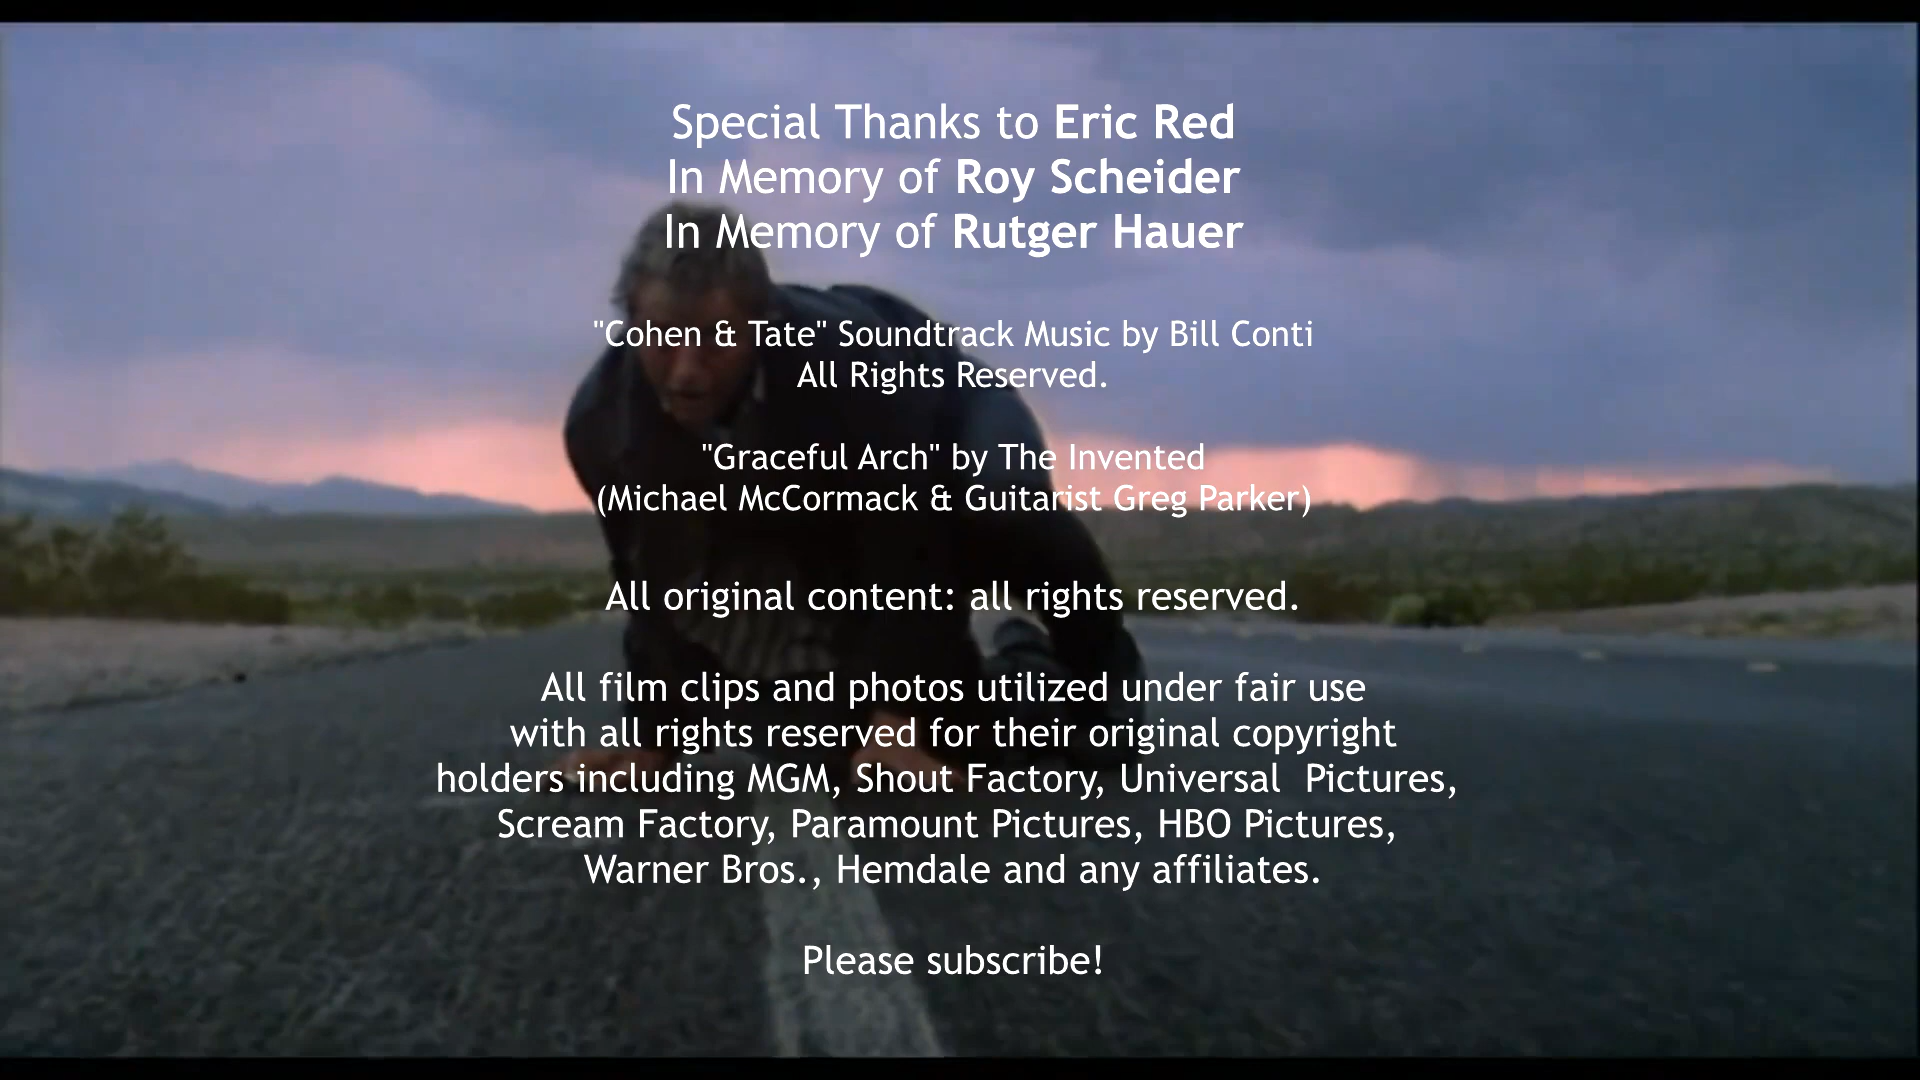 Special Thanks to Eric Red
In Memory of Roy Scheider
In Memory of Rutger Hauer
"Cohen & Tate" Soundtrack Music by Bill Conti
All Rights Reserved.
"Graceful Arch" by The Invented
(Michael McCormack & Guitarist Greg Parker)
All original content: all rights reserved.
All film clips and photos utilized under fair use
with all rights reserved for their original copyright
holders including MGM, Shout Factory, Universal  Pictures,
Scream Factory, Paramount Pictures, HBO Pictures,
Warner Bros., Hemdale and any affiliates.
Please subscribe!